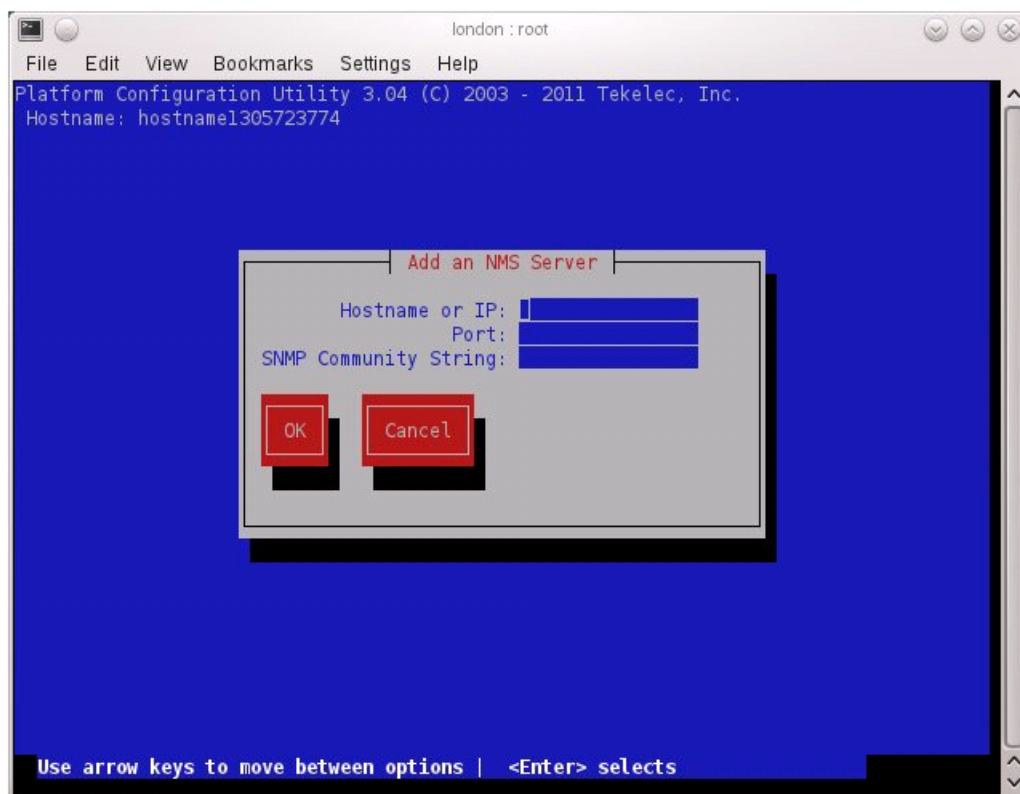 london : root
File Edit View Bookmarks Settings Help
Platform Configuration Utility 3.04 (C) 2003 - 2011 Tekelec, Inc.
Hostname: hostname1305723774
Add an NMS Server
Hostname or IP:
Port:
SNMP Community String:
OK Cancel
Use arrow keys to move between options | <Enter> selects